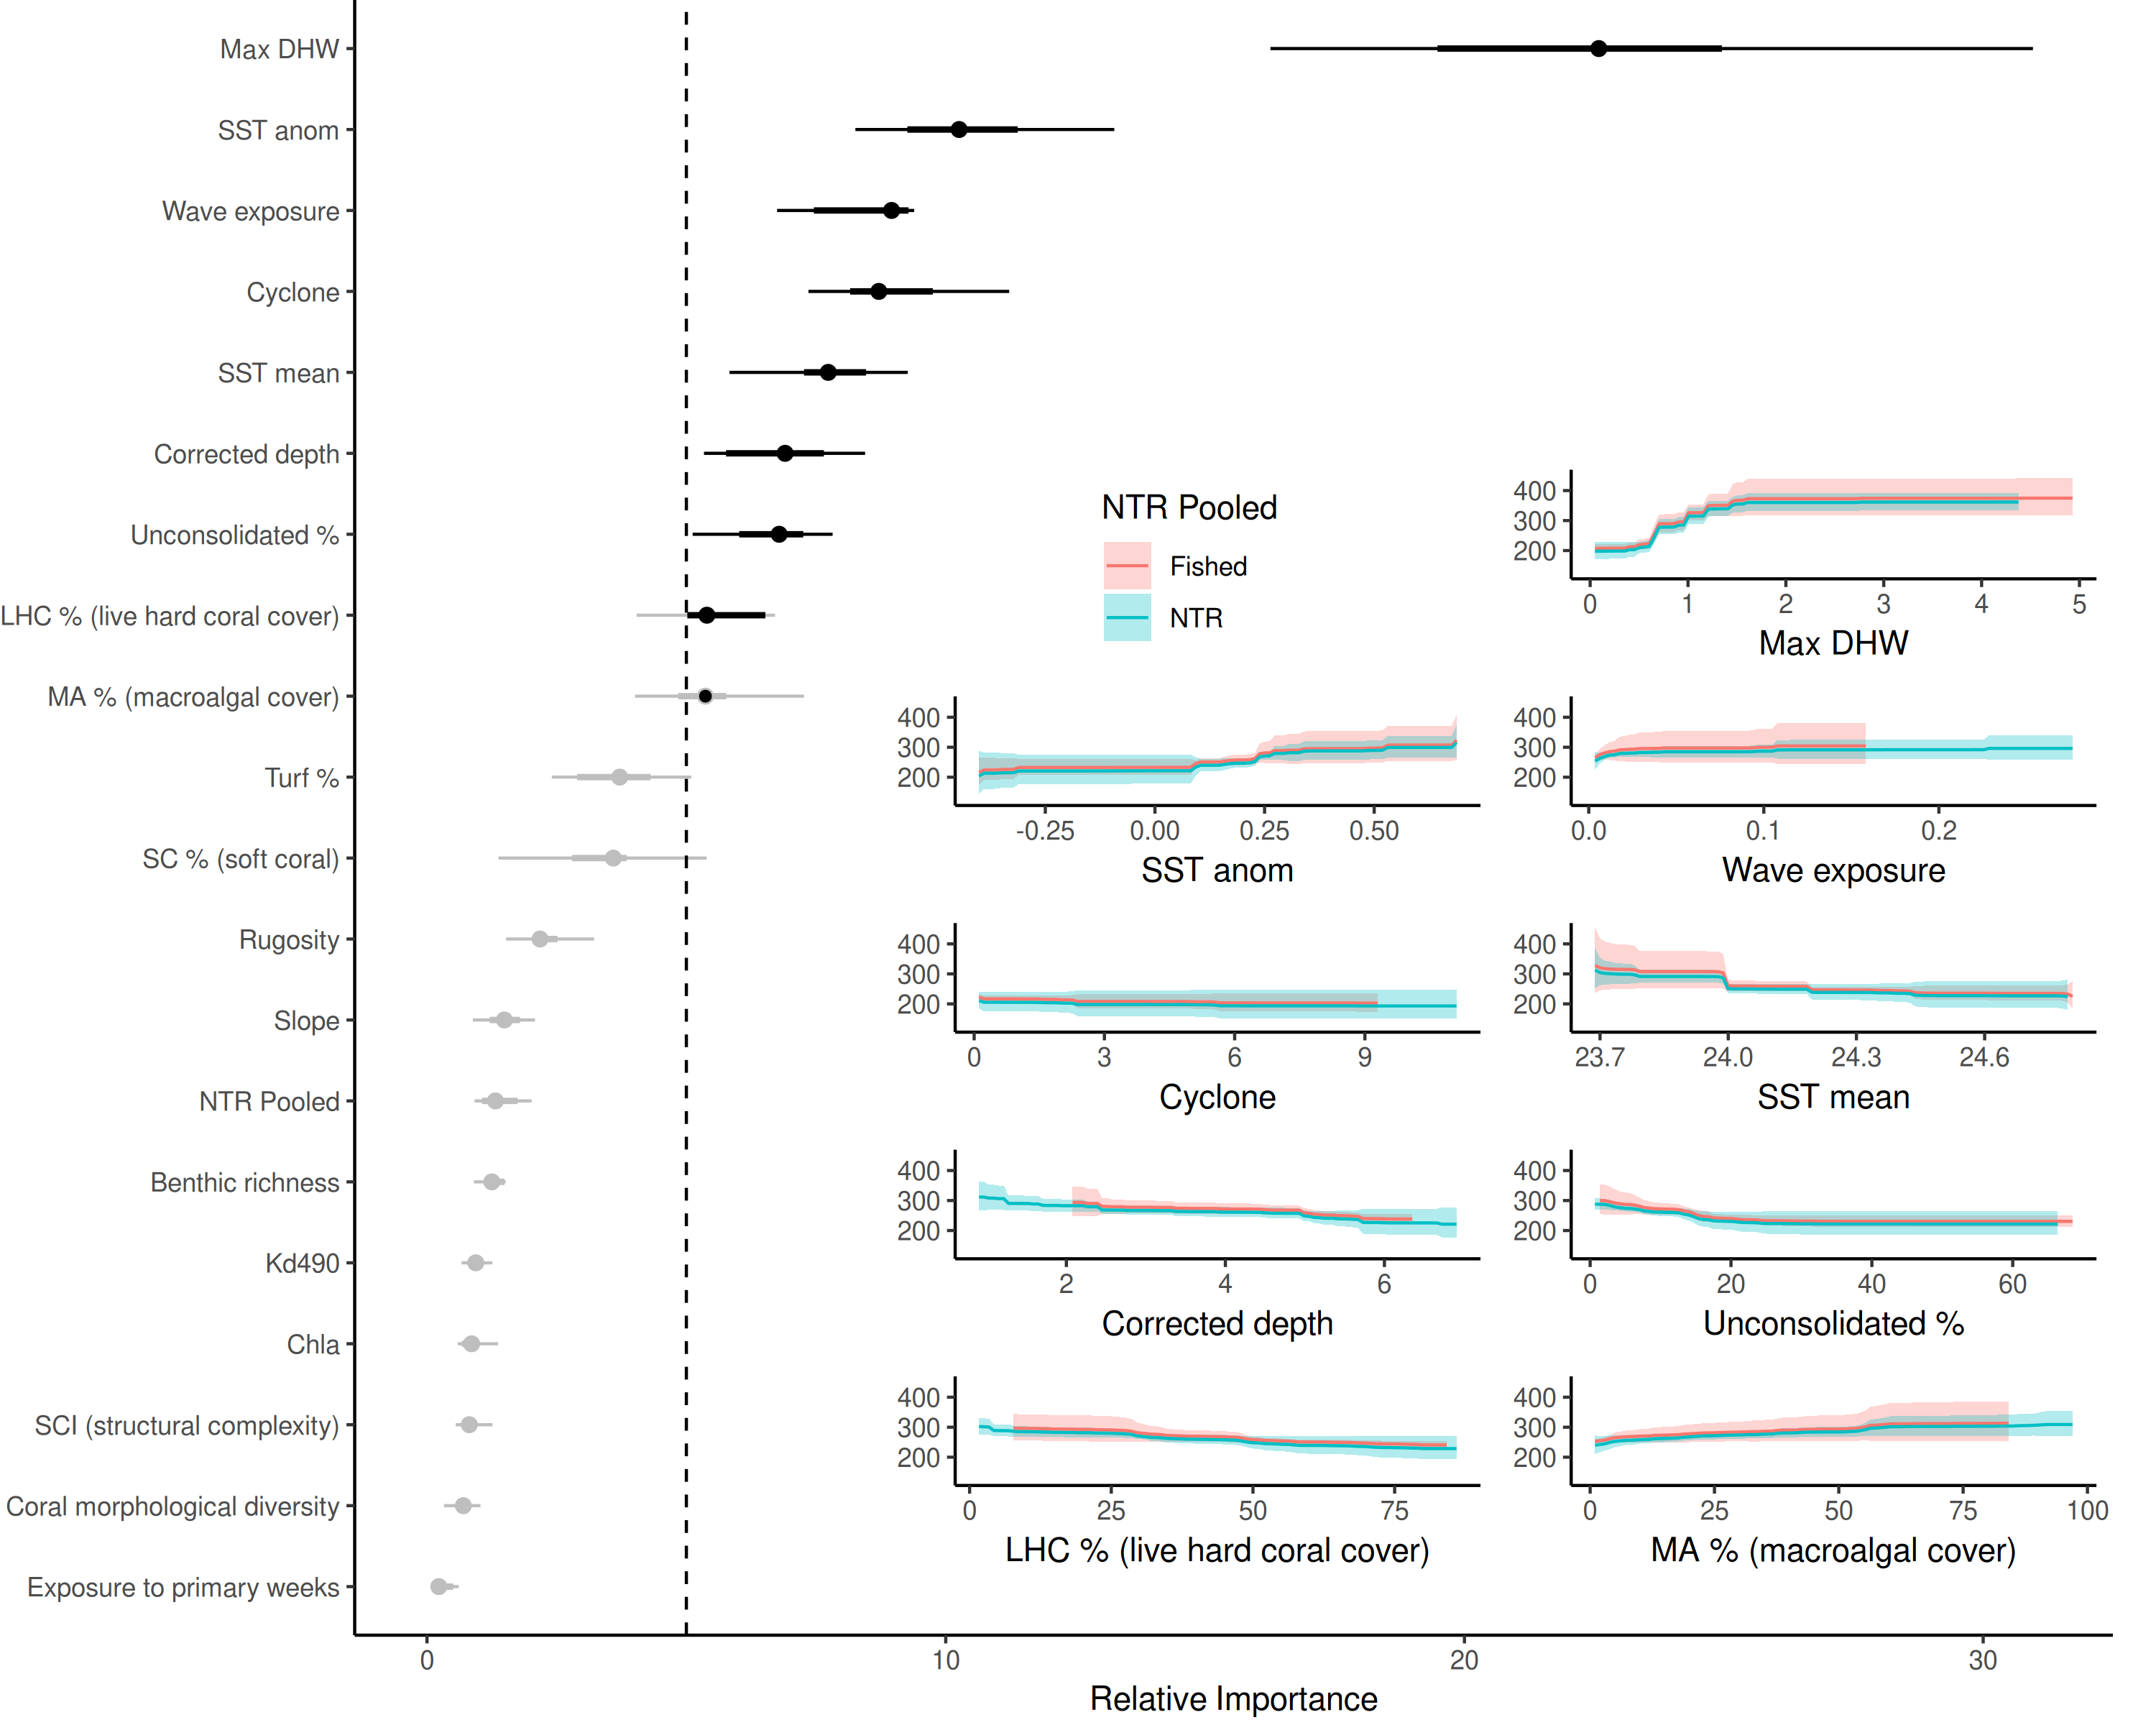 Max DHW
SST anom
Wave exposure
Cyclone
SST mean
Corrected depth
Unconsolidated %
LHC % (live hard coral cover)
MA % (macroalgal cover)
Turf %
SC % (soft coral)
Rugosity
Slope
NTR Pooled
Benthic richness
Kd490
Chla
SCI (structural complexity)
Coral morphological diversity
Exposure to primary weeks
0 10 20 30
Relative Importance
NTR Pooled
Fished
NTR
400
300
200
0 1 2 3 4 5
Max DHW
400
300
200
-0.25 0.00 0.25 0.50
SST anom
400
300
200
0.0 0.1 0.2
Wave exposure
400
300
200
0 3 6 9
Cyclone
400
300
200
23.7 24.0 24.3 24.6
SST mean
400
300
200
2 4 6
Corrected depth
400
300
200
0 20 40 60
Unconsolidated %
400
300
200
0 25 50 75
LHC % (live hard coral cover)
400
300
200
0 25 50 75 100
MA % (macroalgal cover)